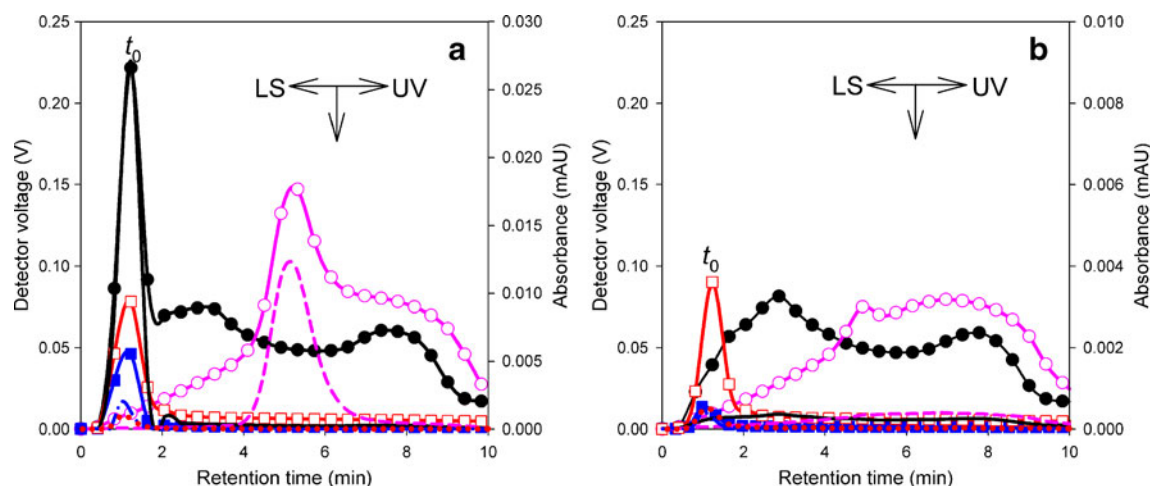 t0
a
LS
UV
0.25
0.20
0.15
0.10
0.05
0.00
Detector voltage (V)
0.030
0.025
0.020
0.015
0.010
0.005
0.000
Absorbance (mAU)
0 2 4 6 8 10
Retention time (min)
t0
b
LS
UV
0.25
0.20
0.15
0.10
0.05
0.00
Detector voltage (V)
0.010
0.008
0.006
0.004
0.002
0.000
Absorbance (mAU)
0 2 4 6 8 10
Retention time (min)